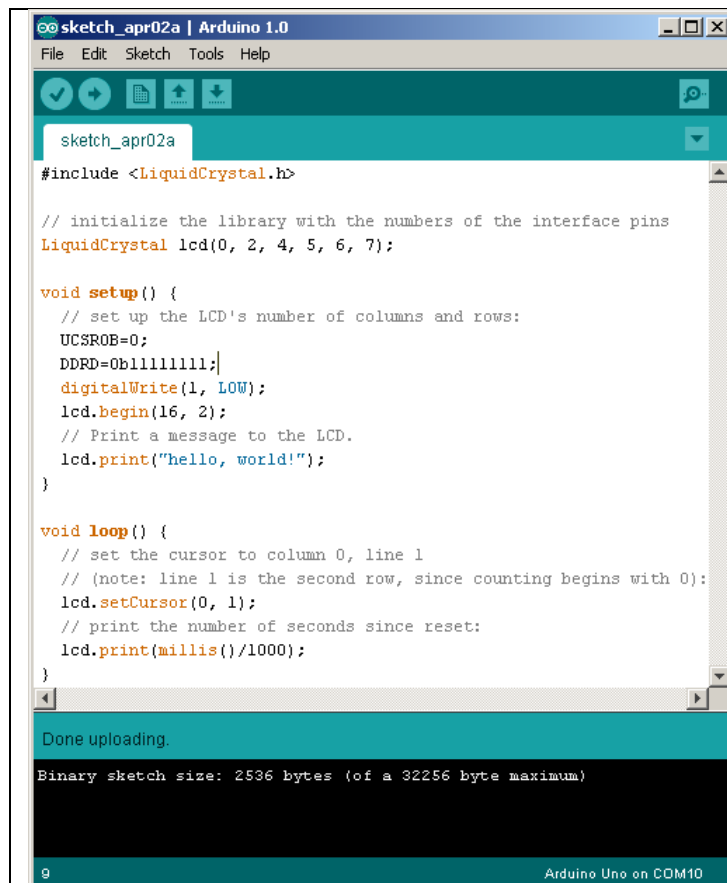 sketch_apr02a | Arduino 1.0
File Edit Sketch Tools Help
sketch_apr02a
#include <LiquidCrystal.h>
// initialize the library with the numbers of the interface pins
LiquidCrystal lcd(0, 2, 4, 5, 6, 7);
void setup() {
// set up the LCD's number of columns and rows:
UCSR0B=0;
DDRD=0b11111111;
digitalWrite(1, LOW);
lcd.begin(16, 2);
// Print a message to the LCD.
lcd.print("hello, world!");
}
void loop() {
// set the cursor to column 0, line 1
// (note: line 1 is the second row, since counting begins with 0):
lcd.setCursor(0, 1);
// print the number of seconds since reset:
lcd.print(millis()/1000);
}
Done uploading.
Binary sketch size: 2536 bytes (of a 32256 byte maximum)
9
Arduino Uno on COM10